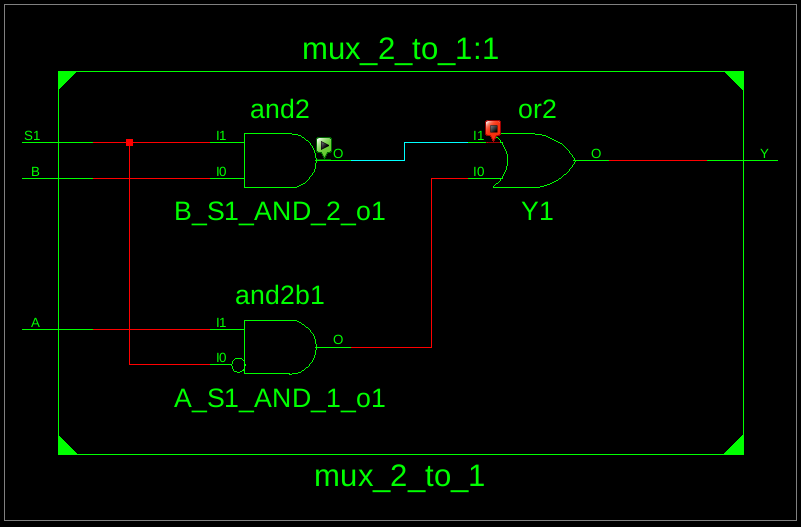 mux_2_to_1:1
and2
or2
S1
I1
O
I1
B
I0
I0
O
Y
B_S1_AND_2_o1
Y1
and2b1
A
I1
O
I0
A_S1_AND_1_o1
mux_2_to_1